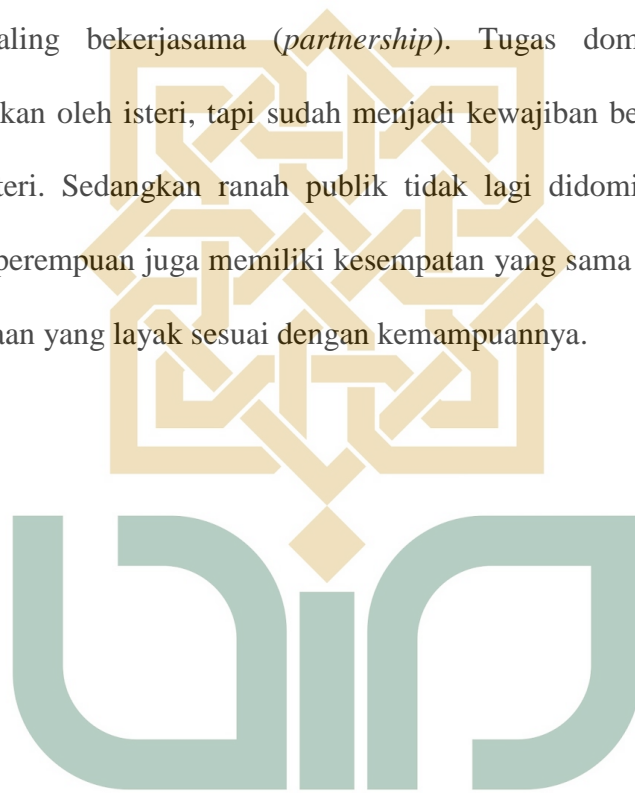 aling bekerjasama (partnership). Tugas dom
kan oleh isteri, tapi sudah menjadi kewajiban be
teri. Sedangkan ranah publik tidak lagi didomi
perempuan juga memiliki kesempatan yang sama
aan yang layak sesuai dengan kemampuannya.